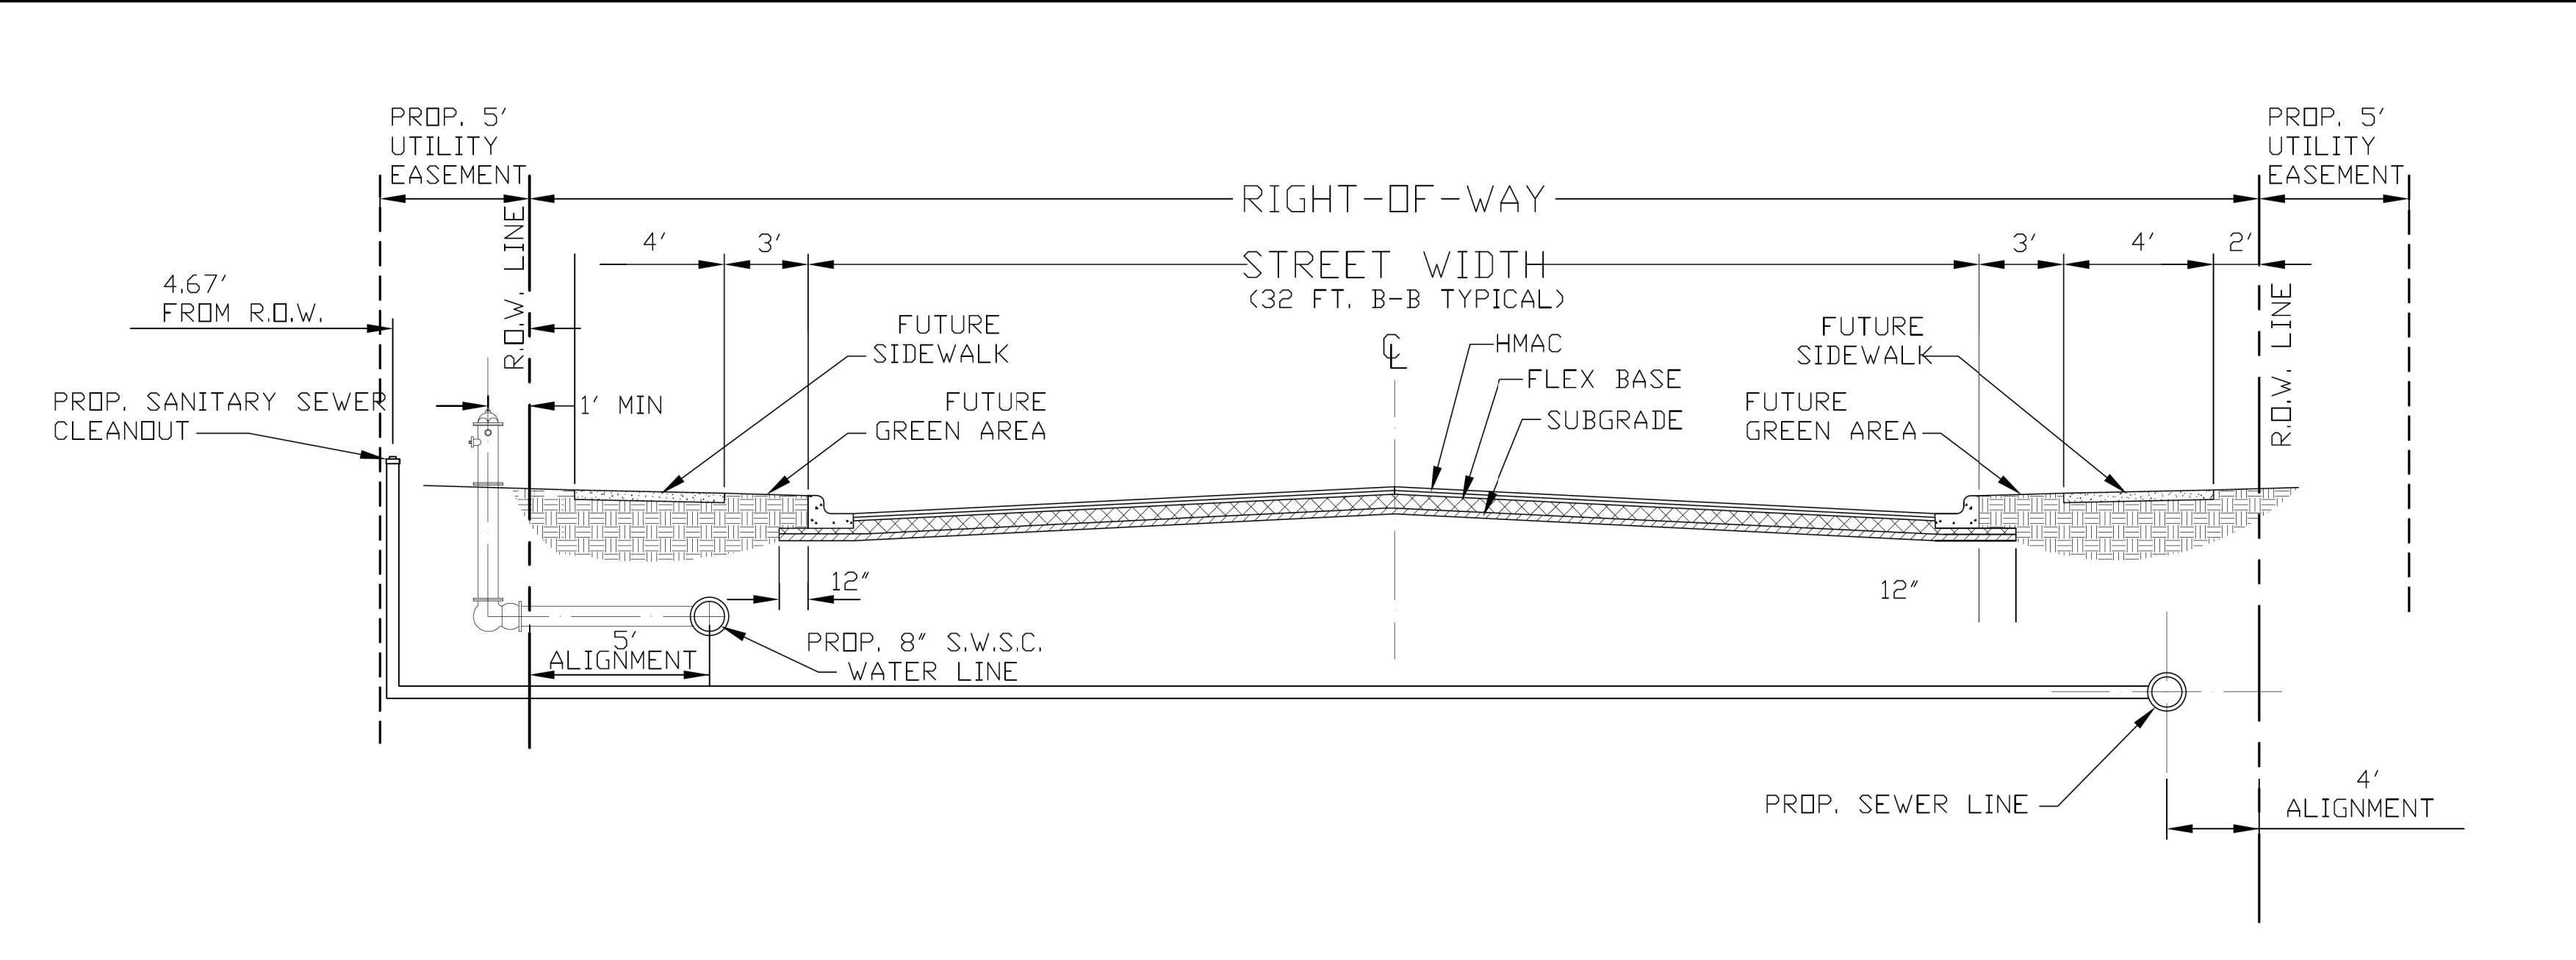 PROP. 5'
UTILITY
EASEMENT
PROP. 5'
UTILITY
EASEMENT
RIGHT-OF-WAY
R.O.W. LINE
4'
3'
STREET WIDTH
(32 FT. B-B TYPICAL)
3'
4'
2'
4.67'
FROM R.O.W.
R.O.W. LINE
FUTURE
SIDEWALK
CL
HMAC
FLEX BASE
SUBGRADE
FUTURE
SIDEWALK
PROP. SANITARY SEWER
CLEANOUT
1' MIN
FUTURE
GREEN AREA
FUTURE
GREEN AREA
12"
12"
5'
ALIGNMENT
PROP. 8" S.W.S.C.
WATER LINE
PROP. SEWER LINE
4'
ALIGNMENT